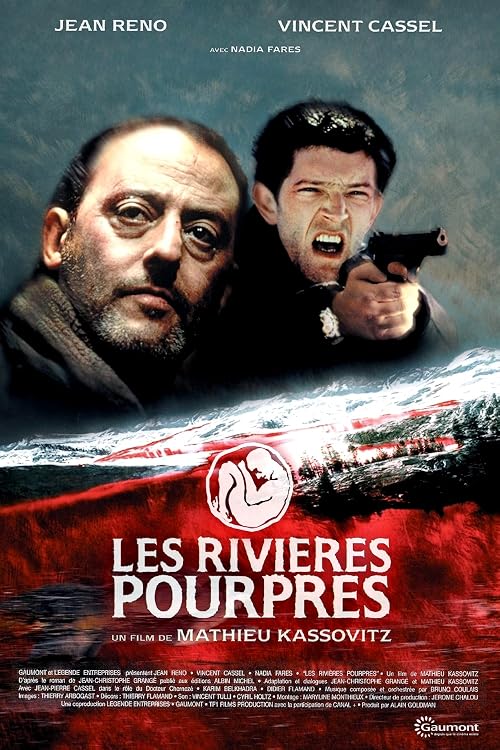 JEAN RENO VINCENT CASSEL
AVEC NADIA FARES
LES RIVIERES
POURPRES
UN FILM DE MATHIEU KASSOVITZ
GAUMONT ET LEGENDE ENTREPRISES présentent JEAN RENO • VINCENT CASSEL • NADIA FARES • "LES RIVIERES POURPRES" • Un film de MATHIEU KASSOVITZ
D'après le roman de JEAN-CHRISTOPHE GRANGÉ publié aux éditions ALBIN MICHEL • Adaptation et dialogues JEAN-CHRISTOPHE GRANGÉ et MATHIEU KASSOVITZ
Avec JEAN-PIERRE CASSEL dans le rôle du Docteur Chernezé • KARIM BELKHADRA • DIDIER FLAMAND • Musique composée et orchestrée par BRUNO COULAIS
Images : THIERRY ARBOGAST • Décors : THIERRY FLAMAND • Son : VINCENT TULLI • CYRIL HOLTZ • Montage : MARYLINE MONTHIEUX • Directeur de production : JEROME CHALOU
Une coproduction LEGENDE ENTREPRISES • GAUMONT • TF1 FILMS PRODUCTION avec la participation de CANAL + • Produit par ALAIN GOLDMAN
Gaumont